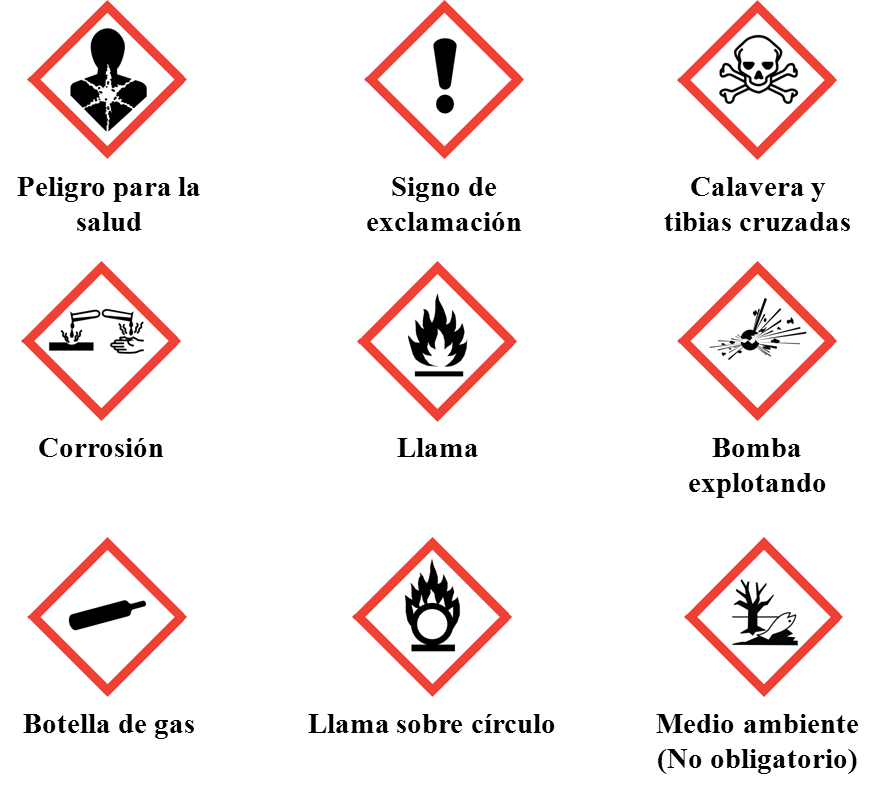 Peligro para la
salud
Signo de
exclamación
Calavera y
tibias cruzadas
Corrosión
Llama
Bomba
explotando
Botella de gas
Llama sobre círculo
Medio ambiente
(No obligatorio)